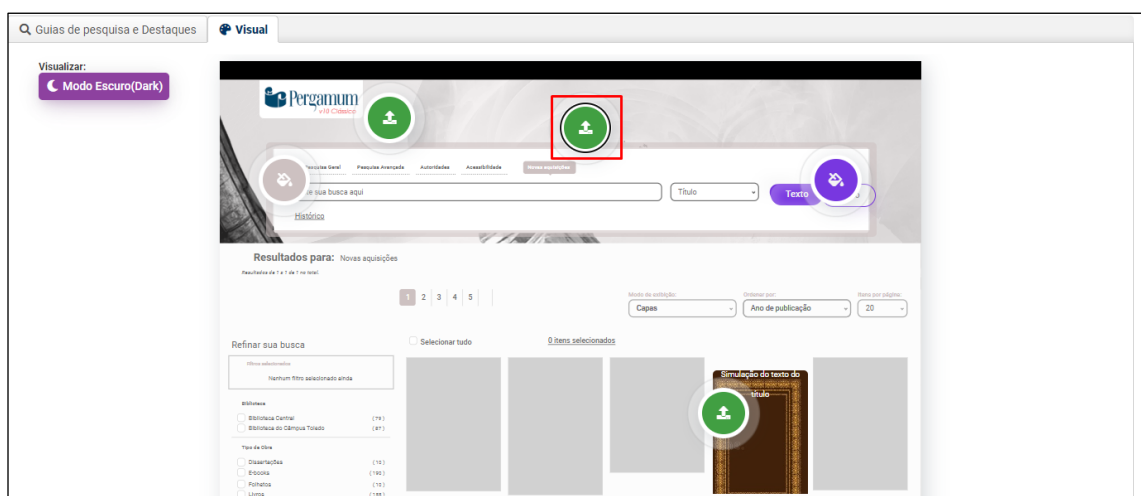 Guias de pesquisa e Destaques
Visual
Visualizar:
Modo Escuro(Dark)
Pergamum
v10 Clássico
Geral Pesquisa Avançada Autoridades Acessibilidade Novas aquisições
sua busca aqui Título Texto
Histórico
Resultados para: Novas aquisições
Resultados de 1 a 1 de 1 no total.
1 2 3 4 5
Modo de exibição: Ordenar por: Itens por página:
Capas Ano de publicação 20
Refinar sua busca Selecionar tudo 0 itens selecionados
Filtros selecionados
Nenhum filtro selecionado ainda
Simulação do texto do
título
Biblioteca
Biblioteca Central (75)
Biblioteca do Câmpus Toledo
Tipo de Obra
Dissertações (10)
E-books
Folhetos (10)
Livros